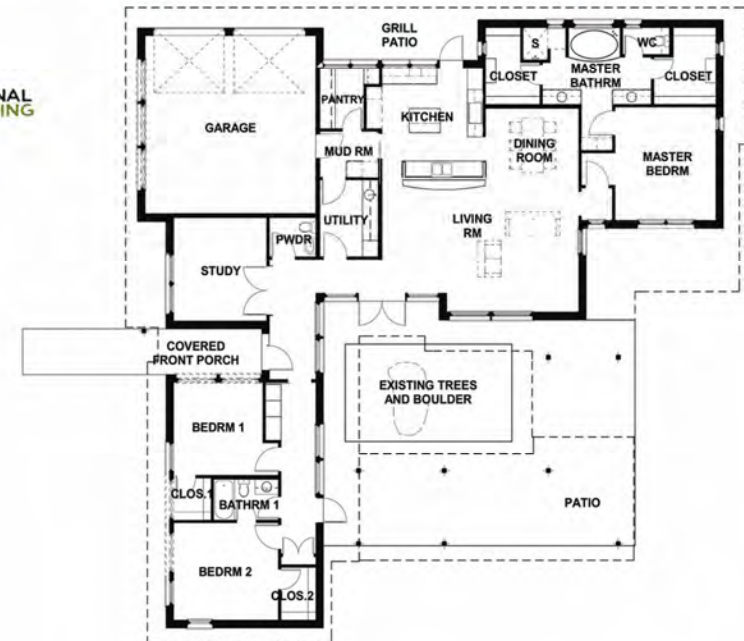 NAL
ING
GRILL
PATIO
S
WC
CLOSET
MASTER
BATHRM
CLOSET
GARAGE
PANTRY
KITCHEN
MUD RM
DINING
ROOM
MASTER
BEDRM
UTILITY
LIVING
RM
PWDR
STUDY
COVERED
FRONT PORCH
EXISTING TREES
AND BOULDER
BEDRM 1
CLOS.1
BATHRM 1
PATIO
BEDRM 2
CLOS.2